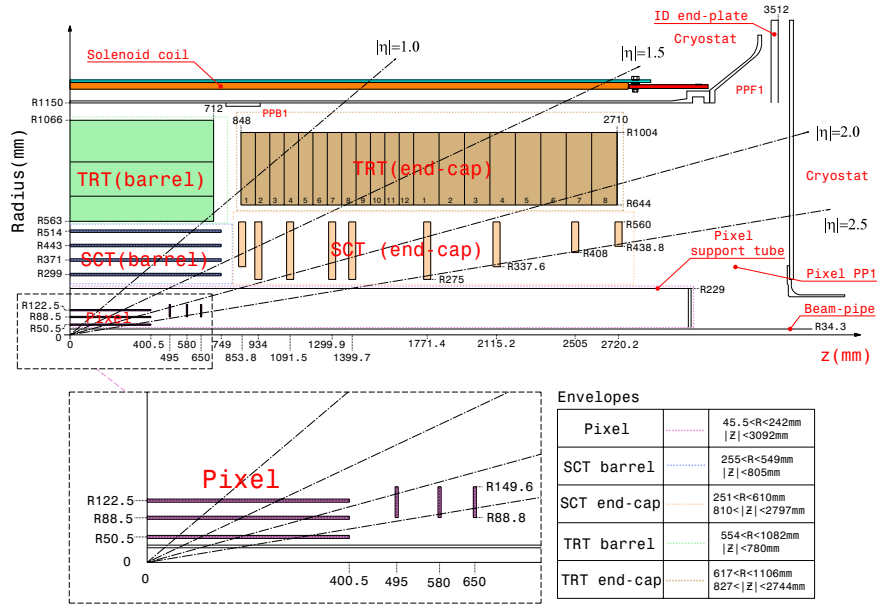 3512
ID end-plate
Cryostat
|η|=1.0
|η|=1.5
Solenoid coil
PPF1
R1150
712
PPB1
848
2710
R1066
R1004
|η|=2.0
TRT(barrel)
TRT(end-cap)
Cryostat
Radius(mm)
1 2 3 4 5 6 7 8 9 10 11 12 1 2 3 4 5 6 7 8
R644
R563
R560
R514
|η|=2.5
R443
SCT (end-cap)
R438.8
SCT(barrel)
R408
Pixel
support tube
R371
R337.6
R299
R275
Pixel PP1
R229
R122.5
Beam-pipe
R88.5
Pixel
R50.5
R34.3
0
0
400.5
580
749
934
1299.9
1771.4
2115.2
2505
2720.2
z(mm)
495
650
853.8
1091.5
1399.7
Envelopes
Pixel
45.5<R<242mm
|Z|<3092mm
SCT barrel
255<R<549mm
|Z|<805mm
SCT end-cap
251<R<610mm
810<|Z|<2797mm
TRT barrel
554<R<1082mm
|Z|<780mm
TRT end-cap
617<R<1106mm
827<|Z|<2744mm
Pixel
R149.6
R122.5
R88.5
R88.8
R50.5
0
0
400.5
495
580
650